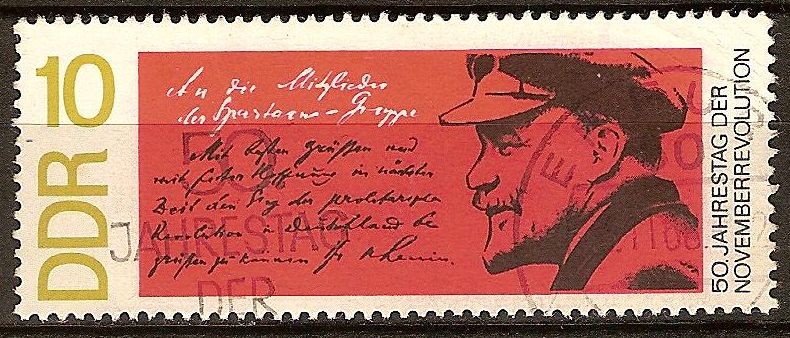 DDR 10
An die Mitglieder
der Spartacus-Gruppe
Mit besten Grüßen und
mit fester Hoffnung in nächster
Zeit den Sieg der proletarischen
Revolution in Deutschland be
grüßen zu können Ihr Lenin.
50. JAHRESTAG DER
NOVEMBERREVOLUTION
50
JAHRESTAG
DER